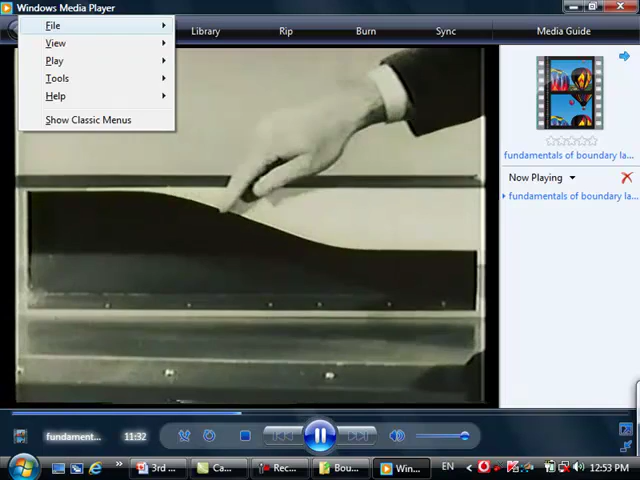 Windows Media Player
Library
Rip
Burn
Sync
Media Guide
File
View
Play
Tools
Help
Show Classic Menus
fundamentals of boundary la...
Now Playing
fundamentals of boundary la...
fundament...
11:32
3rd ...
Ca...
Rec...
Bou...
Win...
EN
12:53 PM